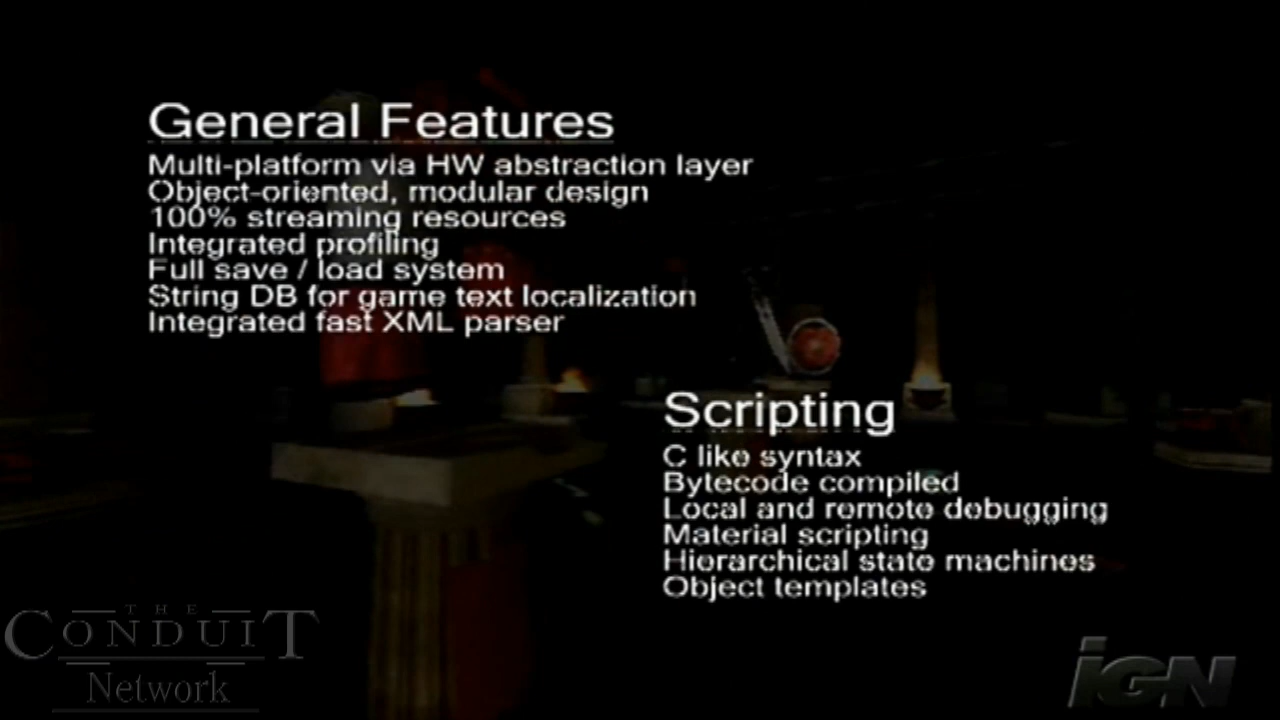 General Features
Multi-platform via HW abstraction layer
Object-oriented, modular design
100% streaming resources
Integrated profiling
Full save / load system
String DB for game text localization
Integrated fast XML parser
Scripting
C like syntax
Bytecode compiled
Local and remote debugging
Material scripting
Hierarchical state machines
Object templates
THE
CONDUIT
Network
IGN